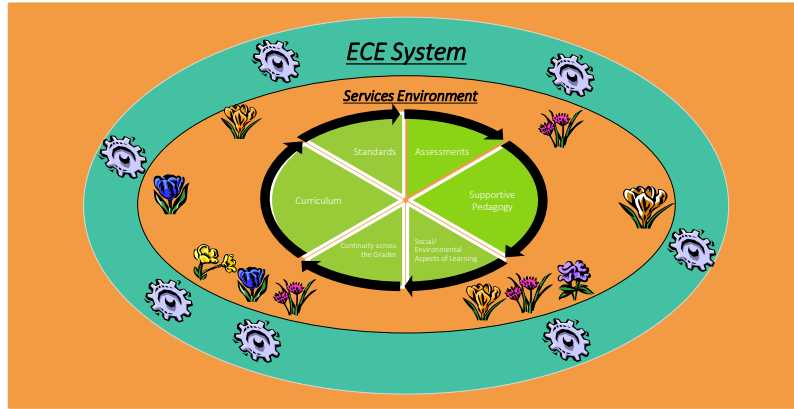 ECE System
Services Environment
Standards
Assessments
Curriculum
Supportive
Pedagogy
Continuity across
the Grades
Social/
Environmental
Aspects of Learning